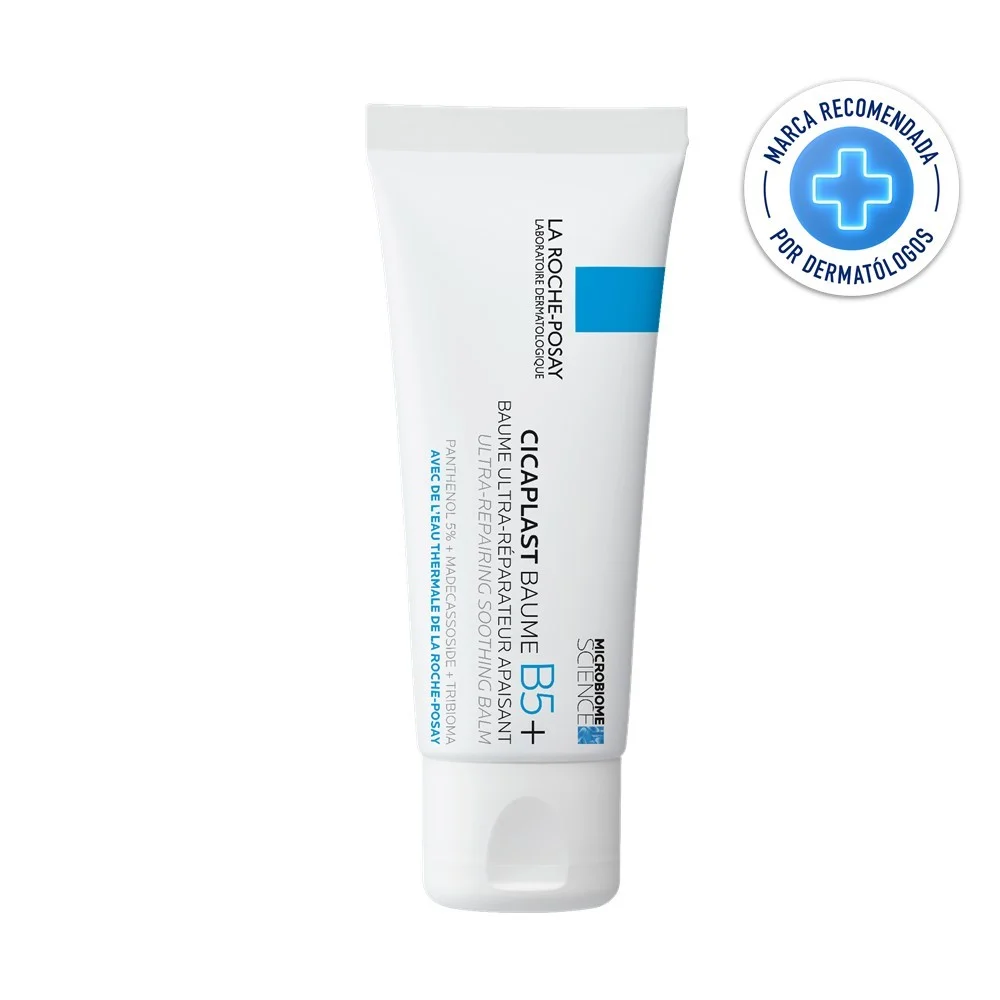 LA ROCHE-POSAY
LABORATOIRE DERMATOLOGIQUE
CICAPLAST BAUME B5+
BAUME ULTRA-RÉPARATEUR APAISANT
ULTRA-REPAIRING SOOTHING BALM
PANTHENOL 5% + MADECASSOSIDE + TRIBIOMA
AVEC DE L'EAU THERMALE DE LA ROCHE-POSAY
MICROBIOME
SCIENCE
MARCA RECOMENDADA
POR DERMATÓLOGOS